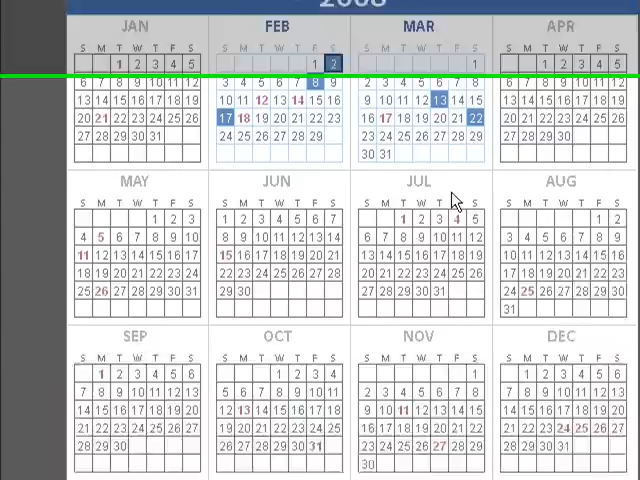 2008
JAN
S M T W T F S
1 2 3 4 5
6 7 8 9 10 11 12
13 14 15 16 17 18 19
20 21 22 23 24 25 26
27 28 29 30 31
FEB
S M T W T F S
1 2
3 4 5 6 7 8 9
10 11 12 13 14 15 16
17 18 19 20 21 22 23
24 25 26 27 28 29
MAR
S M T W T F S
1
2 3 4 5 6 7 8
9 10 11 12 13 14 15
16 17 18 19 20 21 22
23 24 25 26 27 28 29
30 31
APR
S M T W T F S
1 2 3 4 5
6 7 8 9 10 11 12
13 14 15 16 17 18 19
20 21 22 23 24 25 26
27 28 29 30
MAY
S M T W T F S
1 2 3
4 5 6 7 8 9 10
11 12 13 14 15 16 17
18 19 20 21 22 23 24
25 26 27 28 29 30 31
JUN
S M T W T F S
1 2 3 4 5 6 7
8 9 10 11 12 13 14
15 16 17 18 19 20 21
22 23 24 25 26 27 28
29 30
JUL
S M T W T F S
1 2 3 4 5
6 7 8 9 10 11 12
13 14 15 16 17 18 19
20 21 22 23 24 25 26
27 28 29 30 31
AUG
S M T W T F S
1 2
3 4 5 6 7 8 9
10 11 12 13 14 15 16
17 18 19 20 21 22 23
24 25 26 27 28 29 30
31
SEP
S M T W T F S
1 2 3 4 5 6
7 8 9 10 11 12 13
14 15 16 17 18 19 20
21 22 23 24 25 26 27
28 29 30
OCT
S M T W T F S
1 2 3 4
5 6 7 8 9 10 11
12 13 14 15 16 17 18
19 20 21 22 23 24 25
26 27 28 29 30 31
NOV
S M T W T F S
1
2 3 4 5 6 7 8
9 10 11 12 13 14 15
16 17 18 19 20 21 22
23 24 25 26 27 28 29
30
DEC
S M T W T F S
1 2 3 4 5 6
7 8 9 10 11 12 13
14 15 16 17 18 19 20
21 22 23 24 25 26 27
28 29 30 31